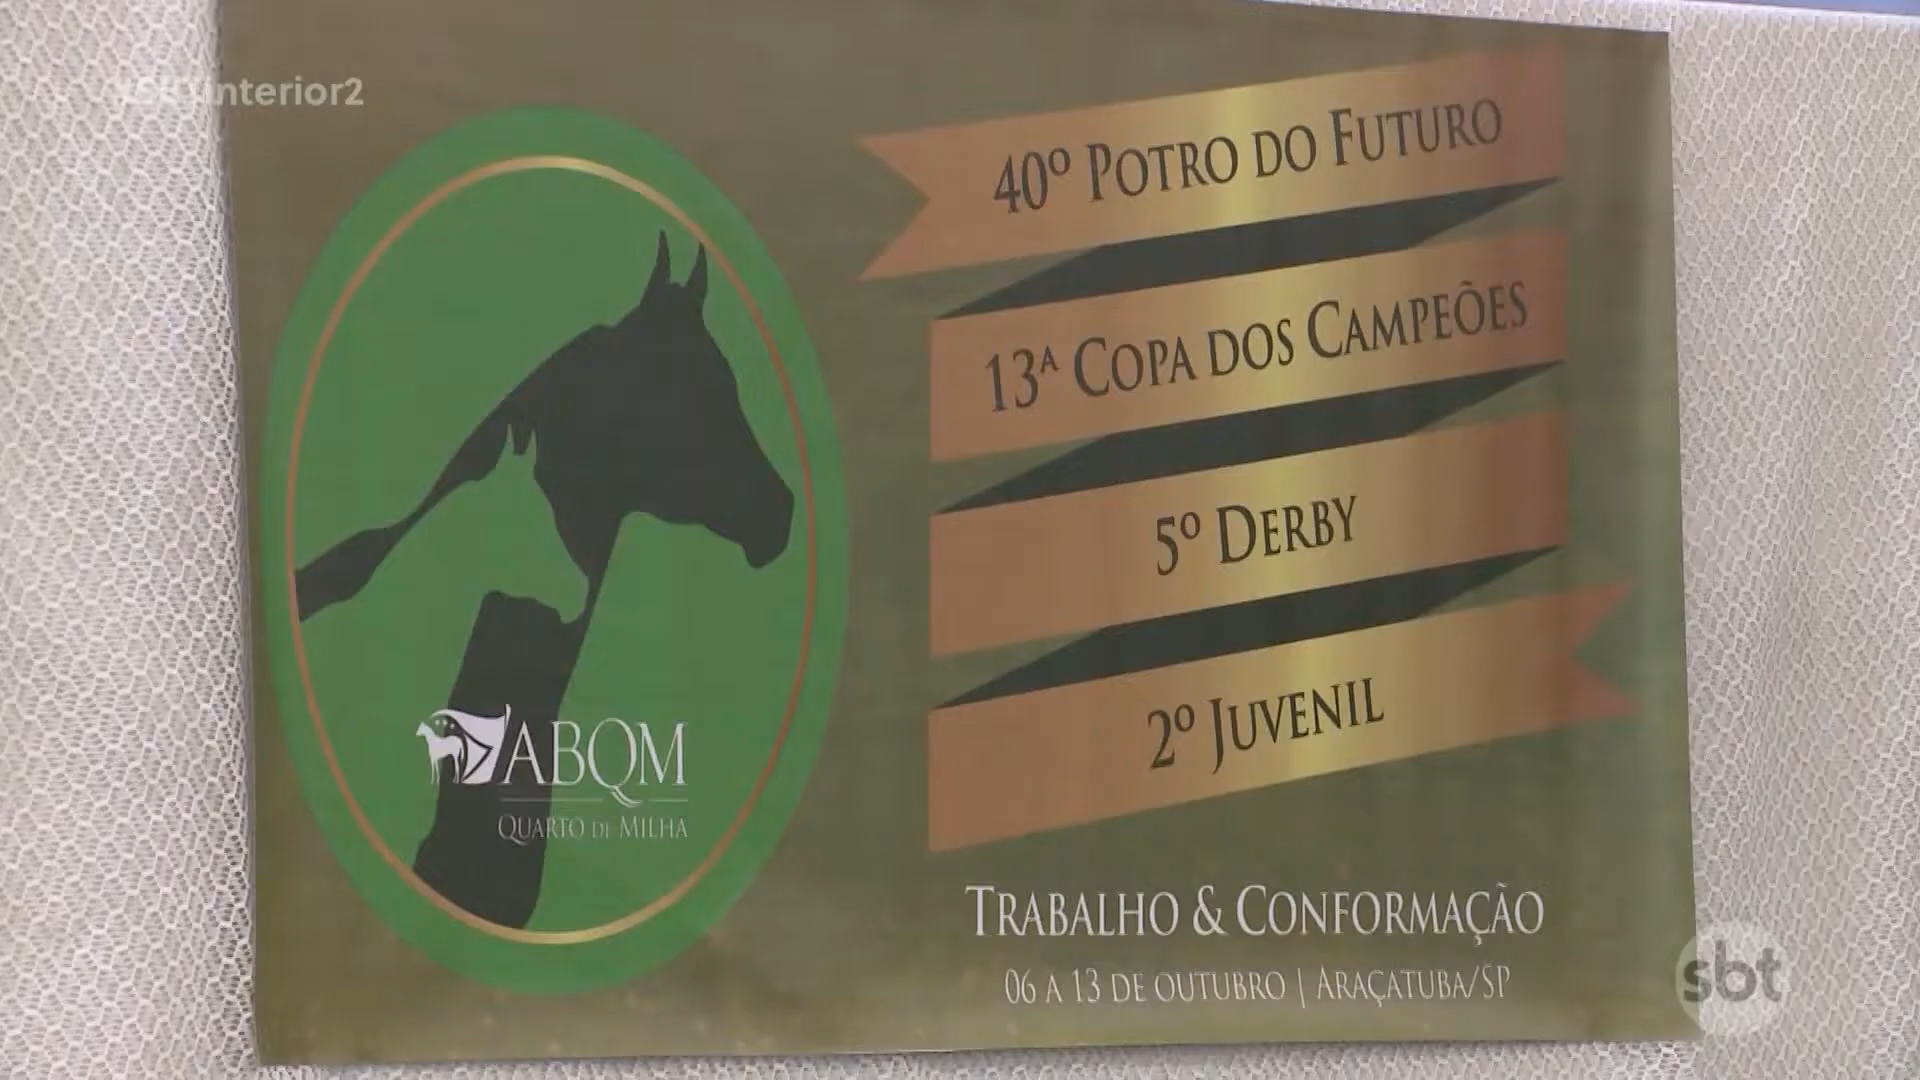 interior2
40º POTRO DO FUTURO
13ª COPA DOS CAMPEÕES
5º DERBY
2º JUVENIL
ABQM
QUARTO DE MILHA
TRABALHO & CONFORMAÇÃO
06 A 13 DE OUTUBRO | ARAÇATUBA/SP
sbt